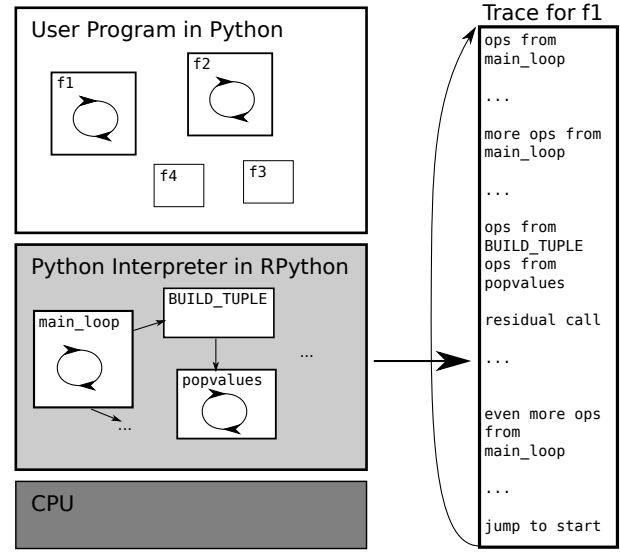 User Program in Python
f1
f2
f4
f3
Python Interpreter in RPython
BUILD_TUPLE
main_loop
...
popvalues
...
CPU
Trace for f1
ops from
main_loop
...
more ops from
main_loop
...
ops from
BUILD_TUPLE
ops from
popvalues
residual call
...
even more ops
from
main_loop
...
jump to start